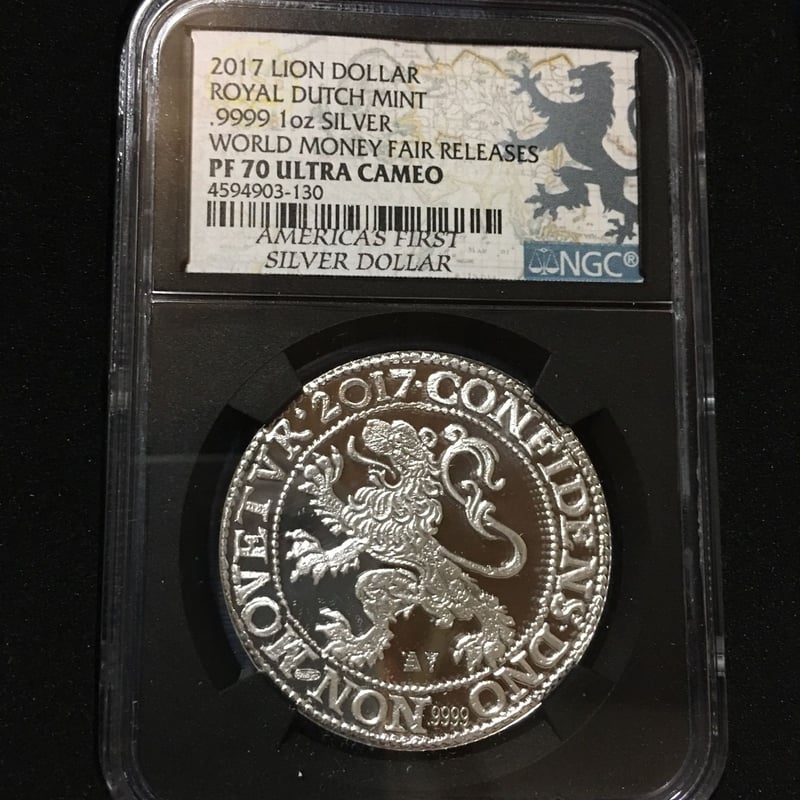 2017 LION DOLLAR
ROYAL DUTCH MINT
.9999 1oz SILVER
WORLD MONEY FAIR RELEASES
PF 70 ULTRA CAMEO
4594903-130
AMERICA'S FIRST
SILVER DOLLAR
NGC®
·2017·CONFIDENS·DNO·NON·MOVETVR·
.9999